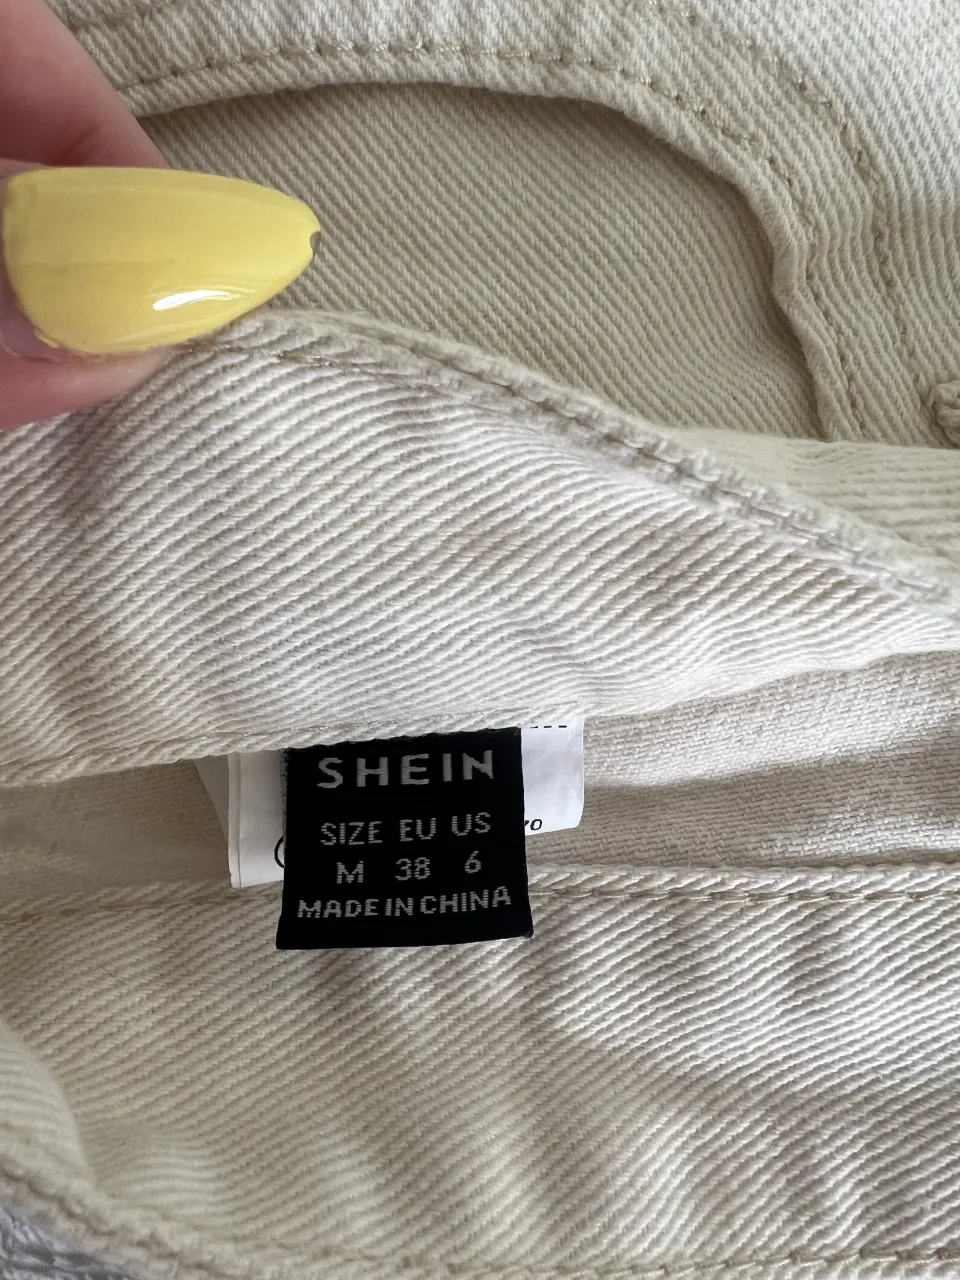 SHEIN
SIZE EU US
M 38 6
MADE IN CHINA